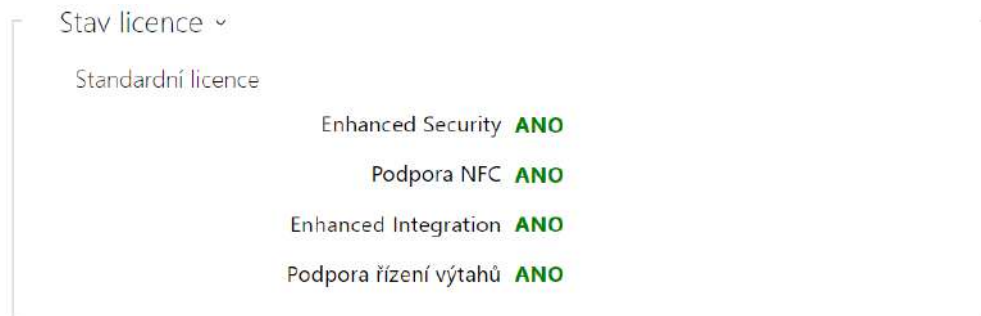 Stav licence
Standardní licence
Enhanced Security ANO
Podpora NFC ANO
Enhanced Integration ANO
Podpora řízení výtahů ANO